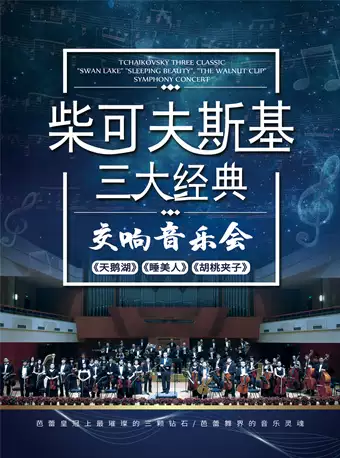 TCHAIKOVSKY THREE CLASSIC
"SWAN LAKE" "SLEEPING BEAUTY", "THE WALNUT CLIP"
SYMPHONY CONCERT
柴可夫斯基
三大经典
交响音乐会
《天鹅湖》《睡美人》《胡桃夹子》
芭蕾皇冠上最璀璨的三颗钻石/芭蕾舞界的音乐灵魂